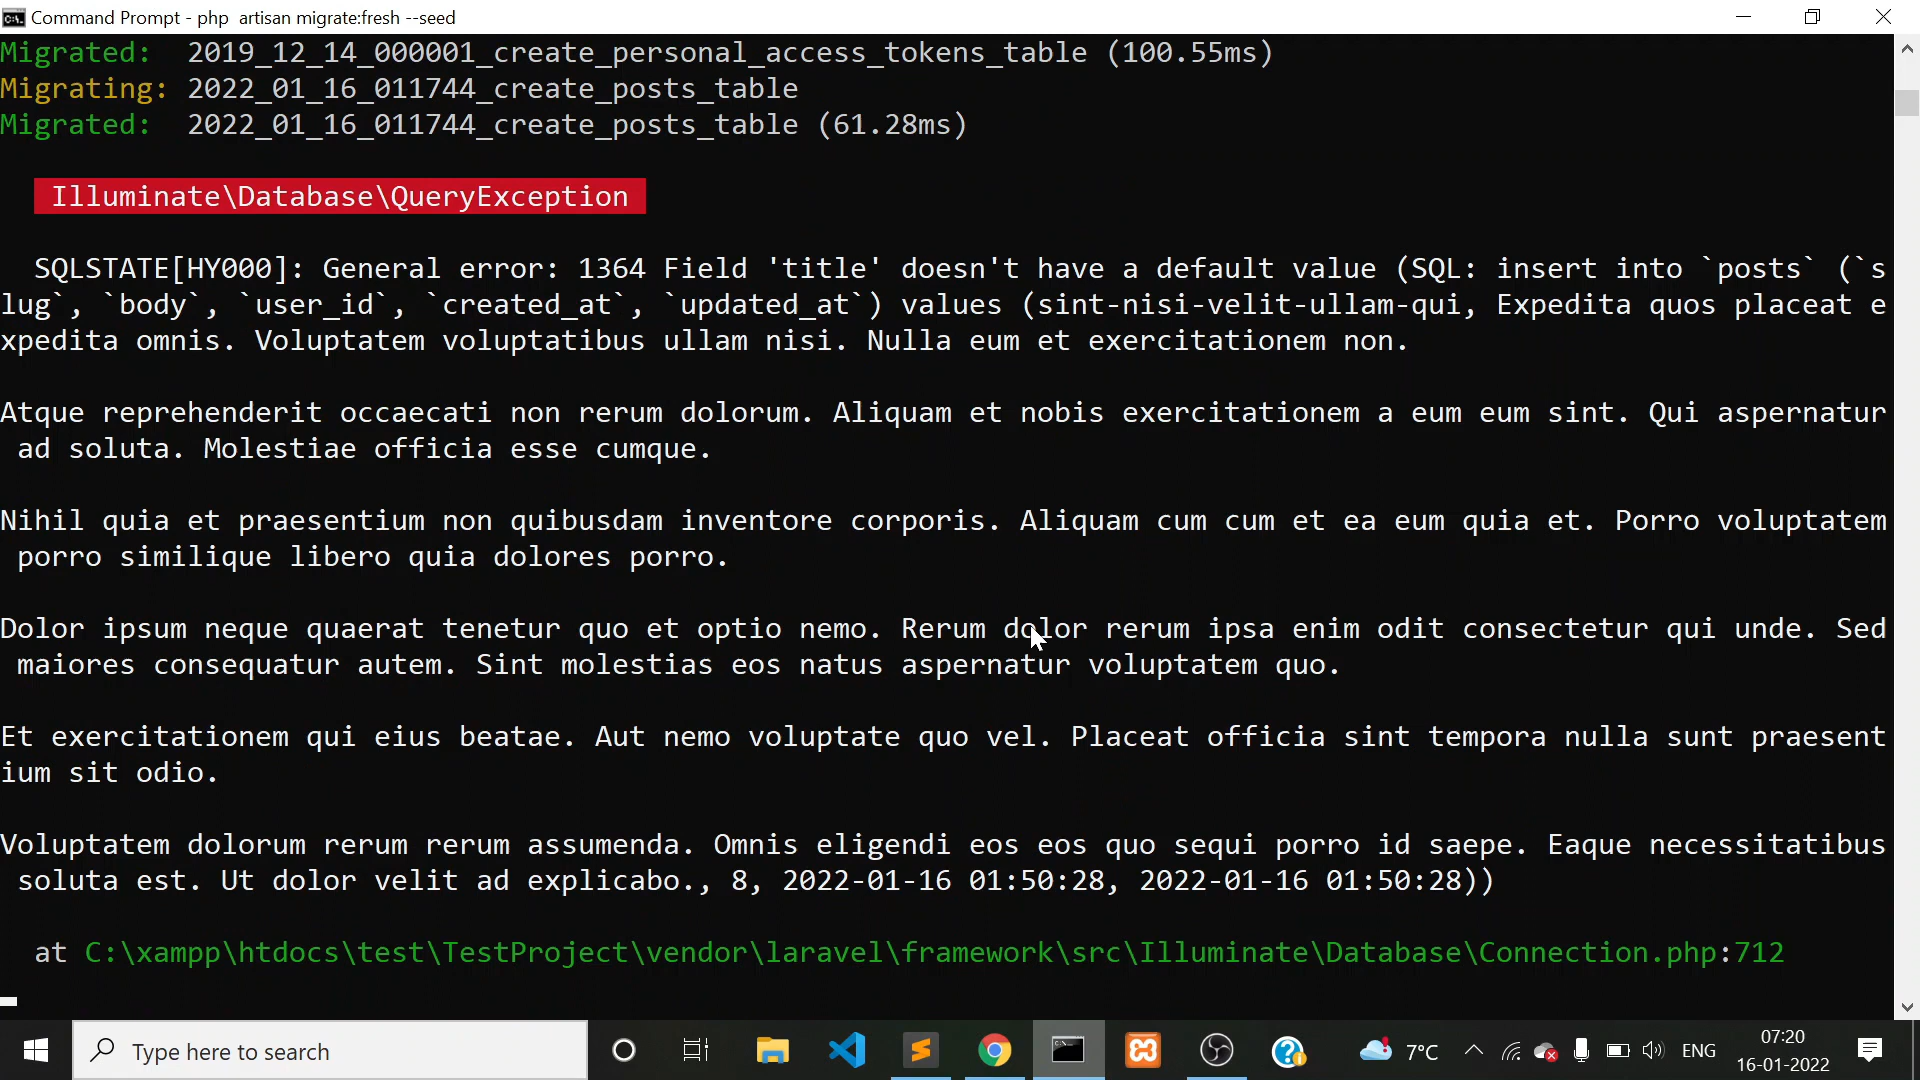 Command Prompt - php  artisan migrate:fresh --seed
Migrated:  2019_12_14_000001_create_personal_access_tokens_table (100.55ms)
Migrating: 2022_01_16_011744_create_posts_table
Migrated:  2022_01_16_011744_create_posts_table (61.28ms)
Illuminate\Database\QueryException
SQLSTATE[HY000]: General error: 1364 Field 'title' doesn't have a default value (SQL: insert into `posts` (`s
lug`, `body`, `user_id`, `created_at`, `updated_at`) values (sint-nisi-velit-ullam-qui, Expedita quos placeat e
xpedita omnis. Voluptatem voluptatibus ullam nisi. Nulla eum et exercitationem non.
Atque reprehenderit occaecati non rerum dolorum. Aliquam et nobis exercitationem a eum eum sint. Qui aspernatur
ad soluta. Molestiae officia esse cumque.
Nihil quia et praesentium non quibusdam inventore corporis. Aliquam cum cum et ea eum quia et. Porro voluptatem
porro similique libero quia dolores porro.
Dolor ipsum neque quaerat tenetur quo et optio nemo. Rerum dolor rerum ipsa enim odit consectetur qui unde. Sed
maiores consequatur autem. Sint molestias eos natus aspernatur voluptatem quo.
Et exercitationem qui eius beatae. Aut nemo voluptate quo vel. Placeat officia sint tempora nulla sunt praesent
ium sit odio.
Voluptatem dolorum rerum rerum assumenda. Omnis eligendi eos eos quo sequi porro id saepe. Eaque necessitatibus
soluta est. Ut dolor velit ad explicabo., 8, 2022-01-16 01:50:28, 2022-01-16 01:50:28))
at C:\xampp\htdocs\test\TestProject\vendor\laravel\framework\src\Illuminate\Database\Connection.php:712
Type here to search
7°C
ENG
07:20
16-01-2022